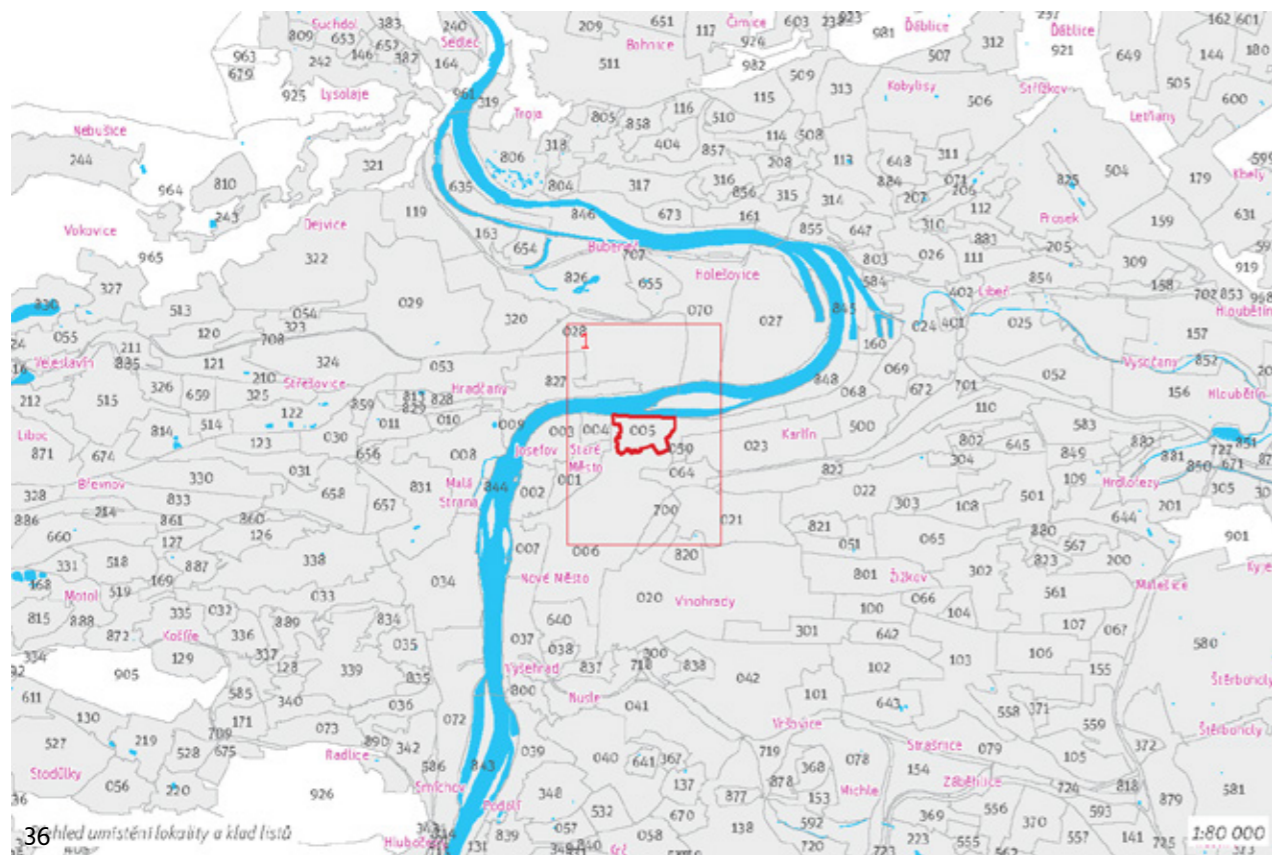 Suchdol 383 240 209 651 117 Čimice 603 Ďáblice Ďáblice 162 601
963 809 653 652 Sedlec Bohnice 924 981 312 921 649 144 180
679 242 146 387 164 511 982 507
925 Lysolaje 961 319 509 313 Kobylisy 506 Střížkov 505 600
Troja 805 858 116 510 115 Letňany
Nebušice 318 404 857 114 508 311 599
244 321 806 208 113 648 825 504 179 Kbely
964 810 635 804 317 316 856 315 314 884 207 206 071 112
243 119 846 673 161 310 Prosek 159 631
Vokovice Dejvice 163 654 Bubeneč 707 855 647 026 883 205
965 322 826 655 Holešovice 803 584 111 854 309 919
327 402 Libeň 158 702 853 968
513 054 029 320 070 027 845 024 401 025 Hloubětín
055 120 323 708 028 160 157
211 1
Veleslavín 885 121 324 053 069 Vysočany 852
326 659 210 325 Střešovice 827 848 068 672 701 052 156 Hloubětín
212 515 Hradčany 828 829 110
814 514 122 859 011 010 009 003 004 005 Karlín 500 583 882
Liboc 123 030 656 Josefov Staré 023 802 645 849 881 851
871 674 008 Město 064 822 304 850 671
Břevnov 330 031 Malá 844 001 022 109 Hrdlořezy 305
328 833 658 831 Strana 002 700 303 108 501 201
214 657 021 644
886 861 860 821 880 901
660 127 126 007 006 051 065 567
331 518 887 338 820 823 200
168 519 169 034 Nové Město 801 Žižkov 302
Motol 033 020 Vinohrady 066 561 Malešice
815 888 335 032 889 834 640 100 104 107
872 Košíře 336 037 301 642 580
334 129 337 128 339 035 038 103 106 155
905 835 Vyšehrad 837 838 042 102 Štěrboholy
611 585 340 036 800 Nusle 101
130 171 072 041 643 558 371
219 709 073 Vršovice 559 Štěrboholy
527 528 675 890 342 039 719 Strašnice 079 372
Radlice 040 641 367 368 078 105
Stodůlky 056 220 926 586 843 137 878 153 Michle 154 Záběhlice 724 818 879 581
Smíchov 348 877
Podolí 532 670 369 556 593
36 Přehled umístění lokality a klad listů Hlubočepy 131 839 057 058 138 592 555 370 557 141 1:80 000
Krč 720 723 725